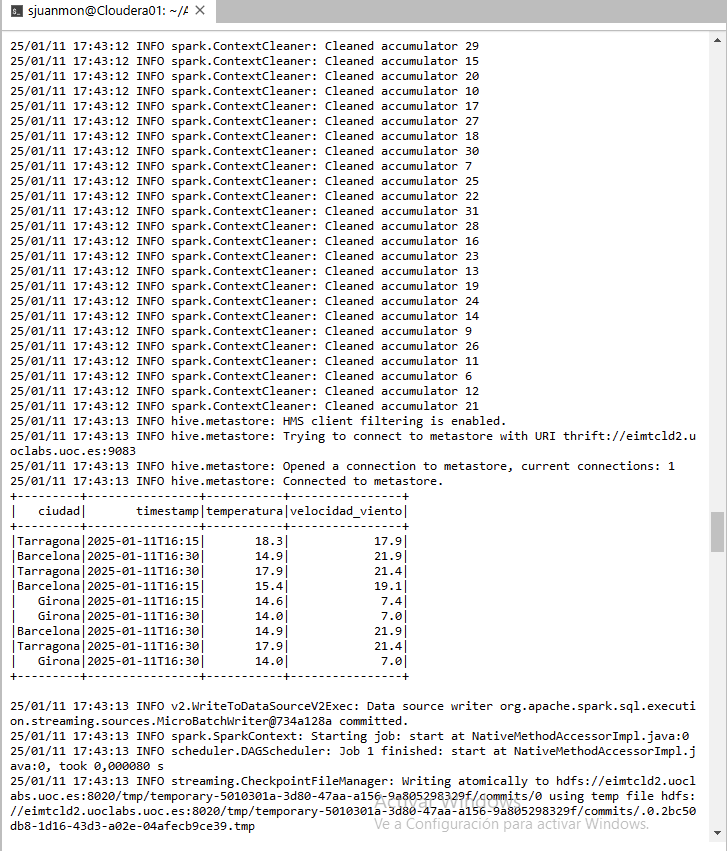 sjuanmon@Cloudera01: ~/A
25/01/11 17:43:12 INFO spark.ContextCleaner: Cleaned accumulator 29
25/01/11 17:43:12 INFO spark.ContextCleaner: Cleaned accumulator 15
25/01/11 17:43:12 INFO spark.ContextCleaner: Cleaned accumulator 20
25/01/11 17:43:12 INFO spark.ContextCleaner: Cleaned accumulator 10
25/01/11 17:43:12 INFO spark.ContextCleaner: Cleaned accumulator 17
25/01/11 17:43:12 INFO spark.ContextCleaner: Cleaned accumulator 27
25/01/11 17:43:12 INFO spark.ContextCleaner: Cleaned accumulator 18
25/01/11 17:43:12 INFO spark.ContextCleaner: Cleaned accumulator 30
25/01/11 17:43:12 INFO spark.ContextCleaner: Cleaned accumulator 7
25/01/11 17:43:12 INFO spark.ContextCleaner: Cleaned accumulator 25
25/01/11 17:43:12 INFO spark.ContextCleaner: Cleaned accumulator 22
25/01/11 17:43:12 INFO spark.ContextCleaner: Cleaned accumulator 31
25/01/11 17:43:12 INFO spark.ContextCleaner: Cleaned accumulator 28
25/01/11 17:43:12 INFO spark.ContextCleaner: Cleaned accumulator 16
25/01/11 17:43:12 INFO spark.ContextCleaner: Cleaned accumulator 23
25/01/11 17:43:12 INFO spark.ContextCleaner: Cleaned accumulator 13
25/01/11 17:43:12 INFO spark.ContextCleaner: Cleaned accumulator 19
25/01/11 17:43:12 INFO spark.ContextCleaner: Cleaned accumulator 24
25/01/11 17:43:12 INFO spark.ContextCleaner: Cleaned accumulator 14
25/01/11 17:43:12 INFO spark.ContextCleaner: Cleaned accumulator 9
25/01/11 17:43:12 INFO spark.ContextCleaner: Cleaned accumulator 26
25/01/11 17:43:12 INFO spark.ContextCleaner: Cleaned accumulator 11
25/01/11 17:43:12 INFO spark.ContextCleaner: Cleaned accumulator 6
25/01/11 17:43:12 INFO spark.ContextCleaner: Cleaned accumulator 12
25/01/11 17:43:12 INFO spark.ContextCleaner: Cleaned accumulator 21
25/01/11 17:43:13 INFO hive.metastore: HMS client filtering is enabled.
25/01/11 17:43:13 INFO hive.metastore: Trying to connect to metastore with URI thrift://eimtcld2.u
oclabs.uoc.es:9083
25/01/11 17:43:13 INFO hive.metastore: Opened a connection to metastore, current connections: 1
25/01/11 17:43:13 INFO hive.metastore: Connected to metastore.
+---------+----------------+-----------+----------------+
|   ciudad|       timestamp|temperatura|velocidad_viento|
+---------+----------------+-----------+----------------+
|Tarragona|2025-01-11T16:15|       18.3|            17.9|
|Barcelona|2025-01-11T16:30|       14.9|            21.9|
|Tarragona|2025-01-11T16:30|       17.9|            21.4|
|Barcelona|2025-01-11T16:15|       15.4|            19.1|
|   Girona|2025-01-11T16:15|       14.6|             7.4|
|   Girona|2025-01-11T16:30|       14.0|             7.0|
|Barcelona|2025-01-11T16:30|       14.9|            21.9|
|Tarragona|2025-01-11T16:30|       17.9|            21.4|
|   Girona|2025-01-11T16:30|       14.0|             7.0|
+---------+----------------+-----------+----------------+
25/01/11 17:43:13 INFO v2.WriteToDataSourceV2Exec: Data source writer org.apache.spark.sql.executi
on.streaming.sources.MicroBatchWriter@734a128a committed.
25/01/11 17:43:13 INFO spark.SparkContext: Starting job: start at NativeMethodAccessorImpl.java:0
25/01/11 17:43:13 INFO scheduler.DAGScheduler: Job 1 finished: start at NativeMethodAccessorImpl.j
ava:0, took 0,000080 s
25/01/11 17:43:13 INFO streaming.CheckpointFileManager: Writing atomically to hdfs://eimtcld2.uocl
abs.uoc.es:8020/tmp/temporary-5010301a-3d80-47aa-a156-9a805298329f/commits/0 using temp file hdfs:
//eimtcld2.uoclabs.uoc.es:8020/tmp/temporary-5010301a-3d80-47aa-a156-9a805298329f/commits/.0.2bc50
db8-1d16-43d3-a02e-04afecb9ce39.tmp
Activar Windows
Ve a Configuración para activar Windows.